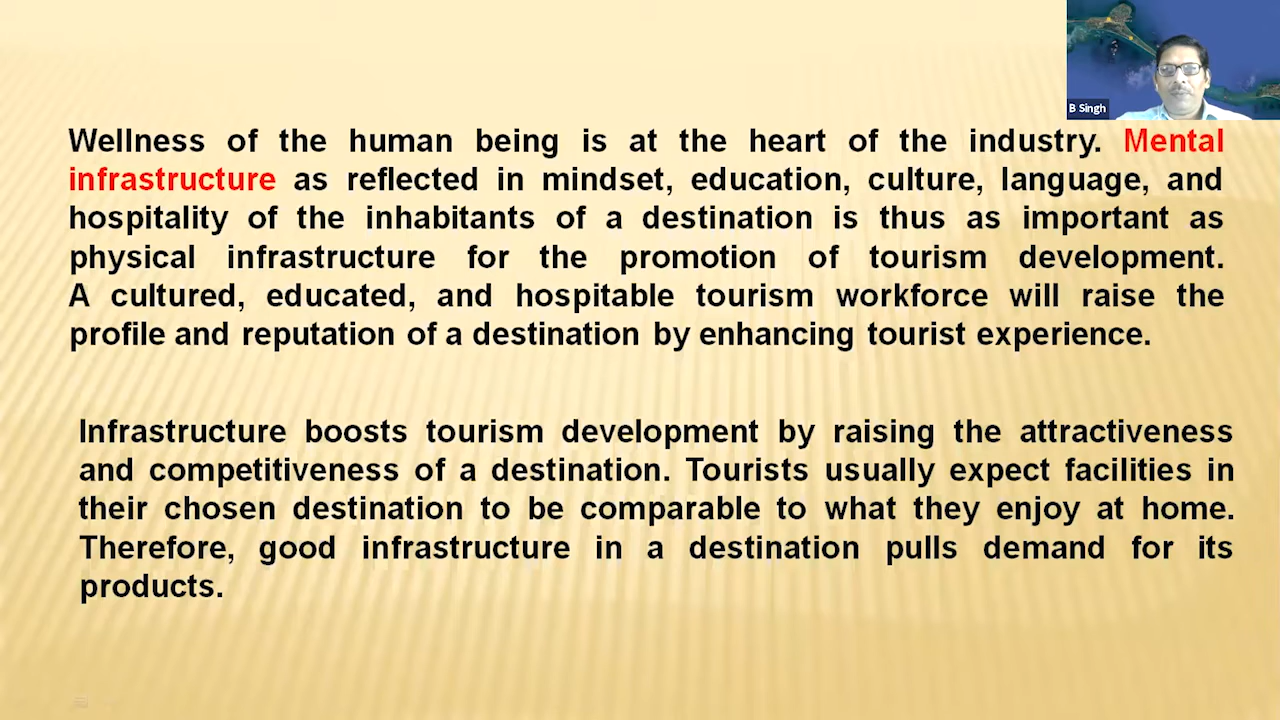 B Singh
Wellness of the human being is at the heart of the industry. Mental
infrastructure as reflected in mindset, education, culture, language, and
hospitality of the inhabitants of a destination is thus as important as
physical infrastructure for the promotion of tourism development.
A cultured, educated, and hospitable tourism workforce will raise the
profile and reputation of a destination by enhancing tourist experience.
Infrastructure boosts tourism development by raising the attractiveness
and competitiveness of a destination. Tourists usually expect facilities in
their chosen destination to be comparable to what they enjoy at home.
Therefore, good infrastructure in a destination pulls demand for its
products.